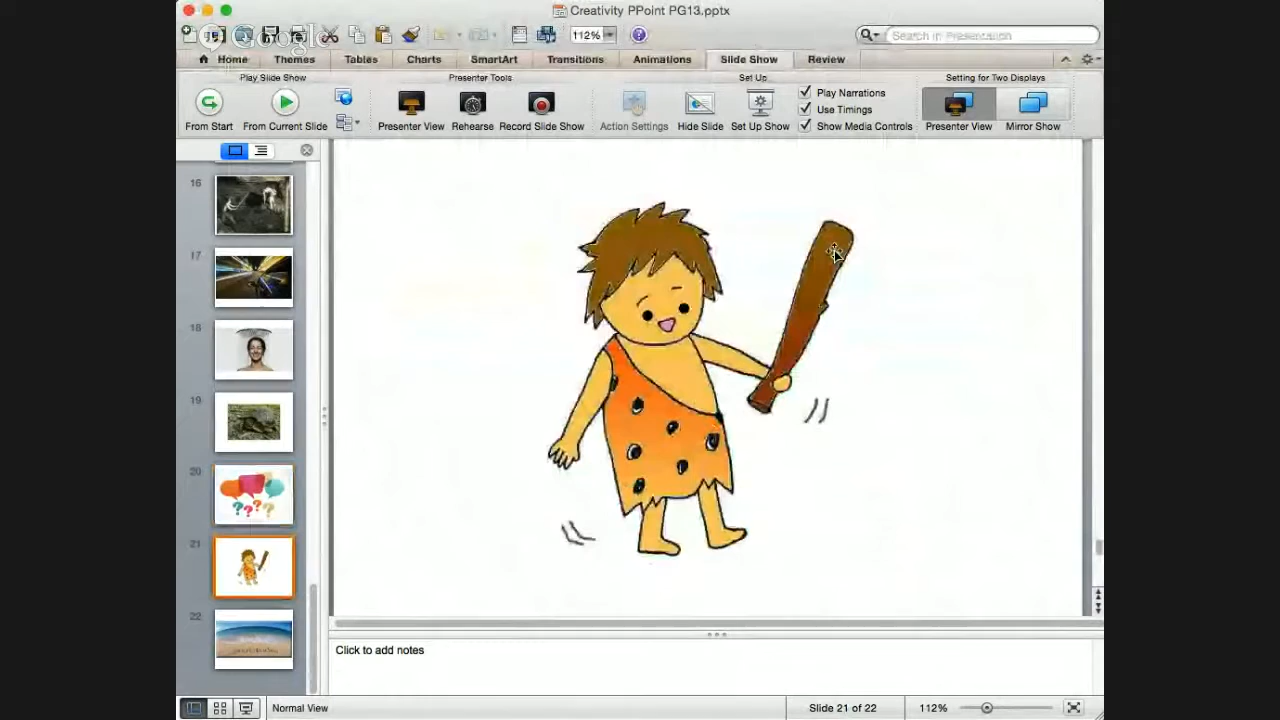 Creativity PPoint PG13.pptx
Google
112%
Search in Presentation
Home Themes Tables Charts SmartArt Transitions Animations Slide Show Review
Play Slide Show Presenter Tools Set Up Setting for Two Displays
Play Narrations
Use Timings
Show Media Controls
From Start From Current Slide Presenter View Rehearse Record Slide Show Action Settings Hide Slide Set Up Show Presenter View Mirror Show
16
17
18
19
20
21
22
Click to add notes
Normal View Slide 21 of 22 112%